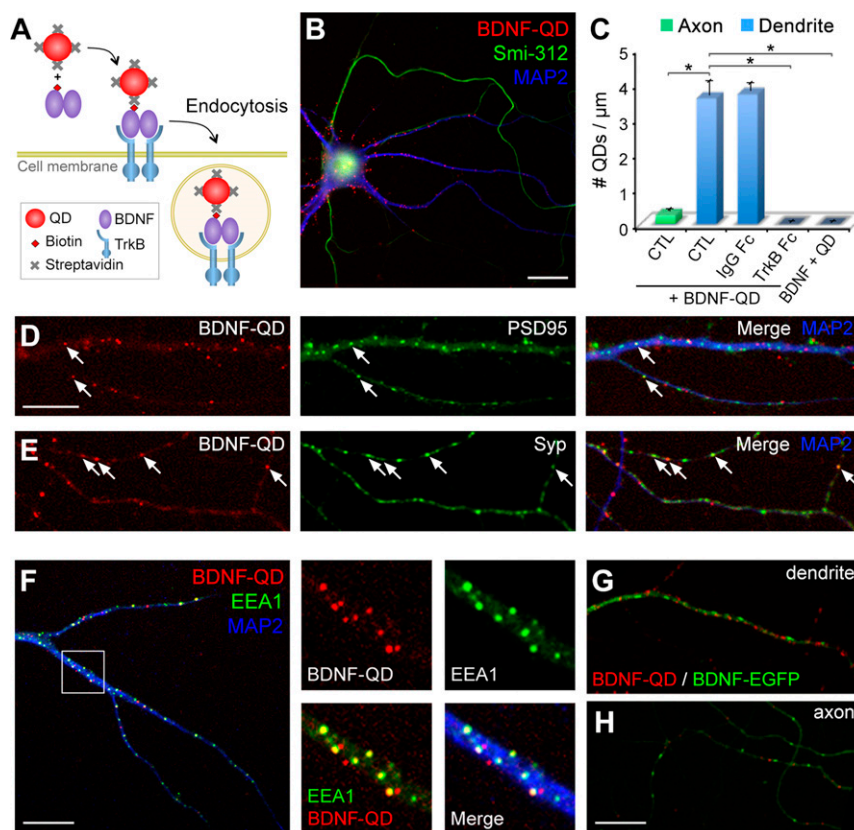 A
+
Endocytosis
Cell membrane
QD
BDNF
Biotin
TrkB
Streptavidin
B
BDNF-QD
Smi-312
MAP2
C
Axon Dendrite
# QDs / µm
5
4
3
2
1
0
* * *
CTL
CTL
IgG Fc
TrkB Fc
BDNF + QD
+ BDNF-QD
D
BDNF-QD
PSD95
Merge MAP2
E
BDNF-QD
Syp
Merge MAP2
F
BDNF-QD
EEA1
MAP2
BDNF-QD
EEA1
EEA1
BDNF-QD
Merge
G
dendrite
BDNF-QD / BDNF-EGFP
H
axon